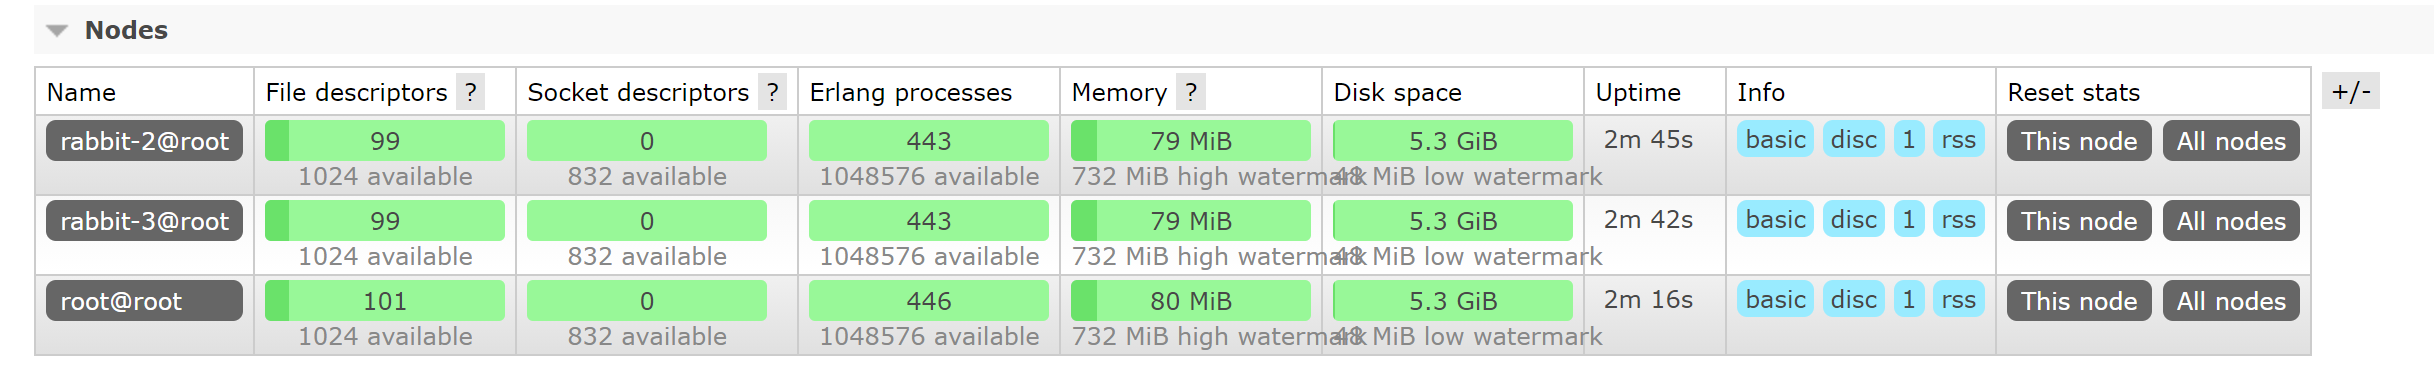 Nodes
Name File descriptors ? Socket descriptors ? Erlang processes Memory ? Disk space Uptime Info Reset stats +/-
rabbit-2@root 99 0 443 79 MiB 5.3 GiB 2m 45s basic disc 1 rss This node All nodes
1024 available 832 available 1048576 available 732 MiB high watermark 48 MiB low watermark
rabbit-3@root 99 0 443 79 MiB 5.3 GiB 2m 42s basic disc 1 rss This node All nodes
1024 available 832 available 1048576 available 732 MiB high watermark 48 MiB low watermark
root@root 101 0 446 80 MiB 5.3 GiB 2m 16s basic disc 1 rss This node All nodes
1024 available 832 available 1048576 available 732 MiB high watermark 48 MiB low watermark